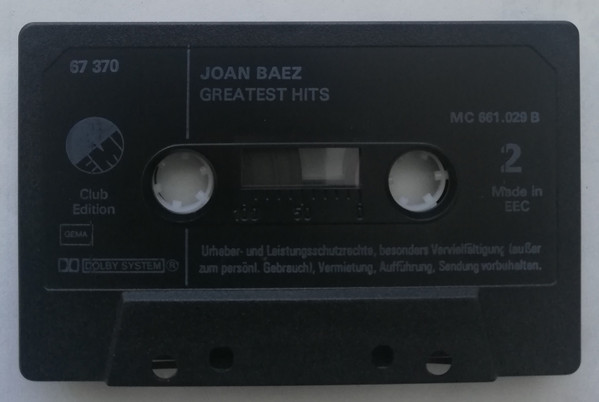 67 370
JOAN BAEZ
GREATEST HITS
MC 661.029 B
2
Club
Edition
Made in
EEC
100 50 0
GEMA
DOLBY SYSTEM ®
Urheber- und Leistungsschutzrechte, besonders Vervielfältigung (außer
zum persönl. Gebrauch), Vermietung, Aufführung, Sendung vorbehalten.